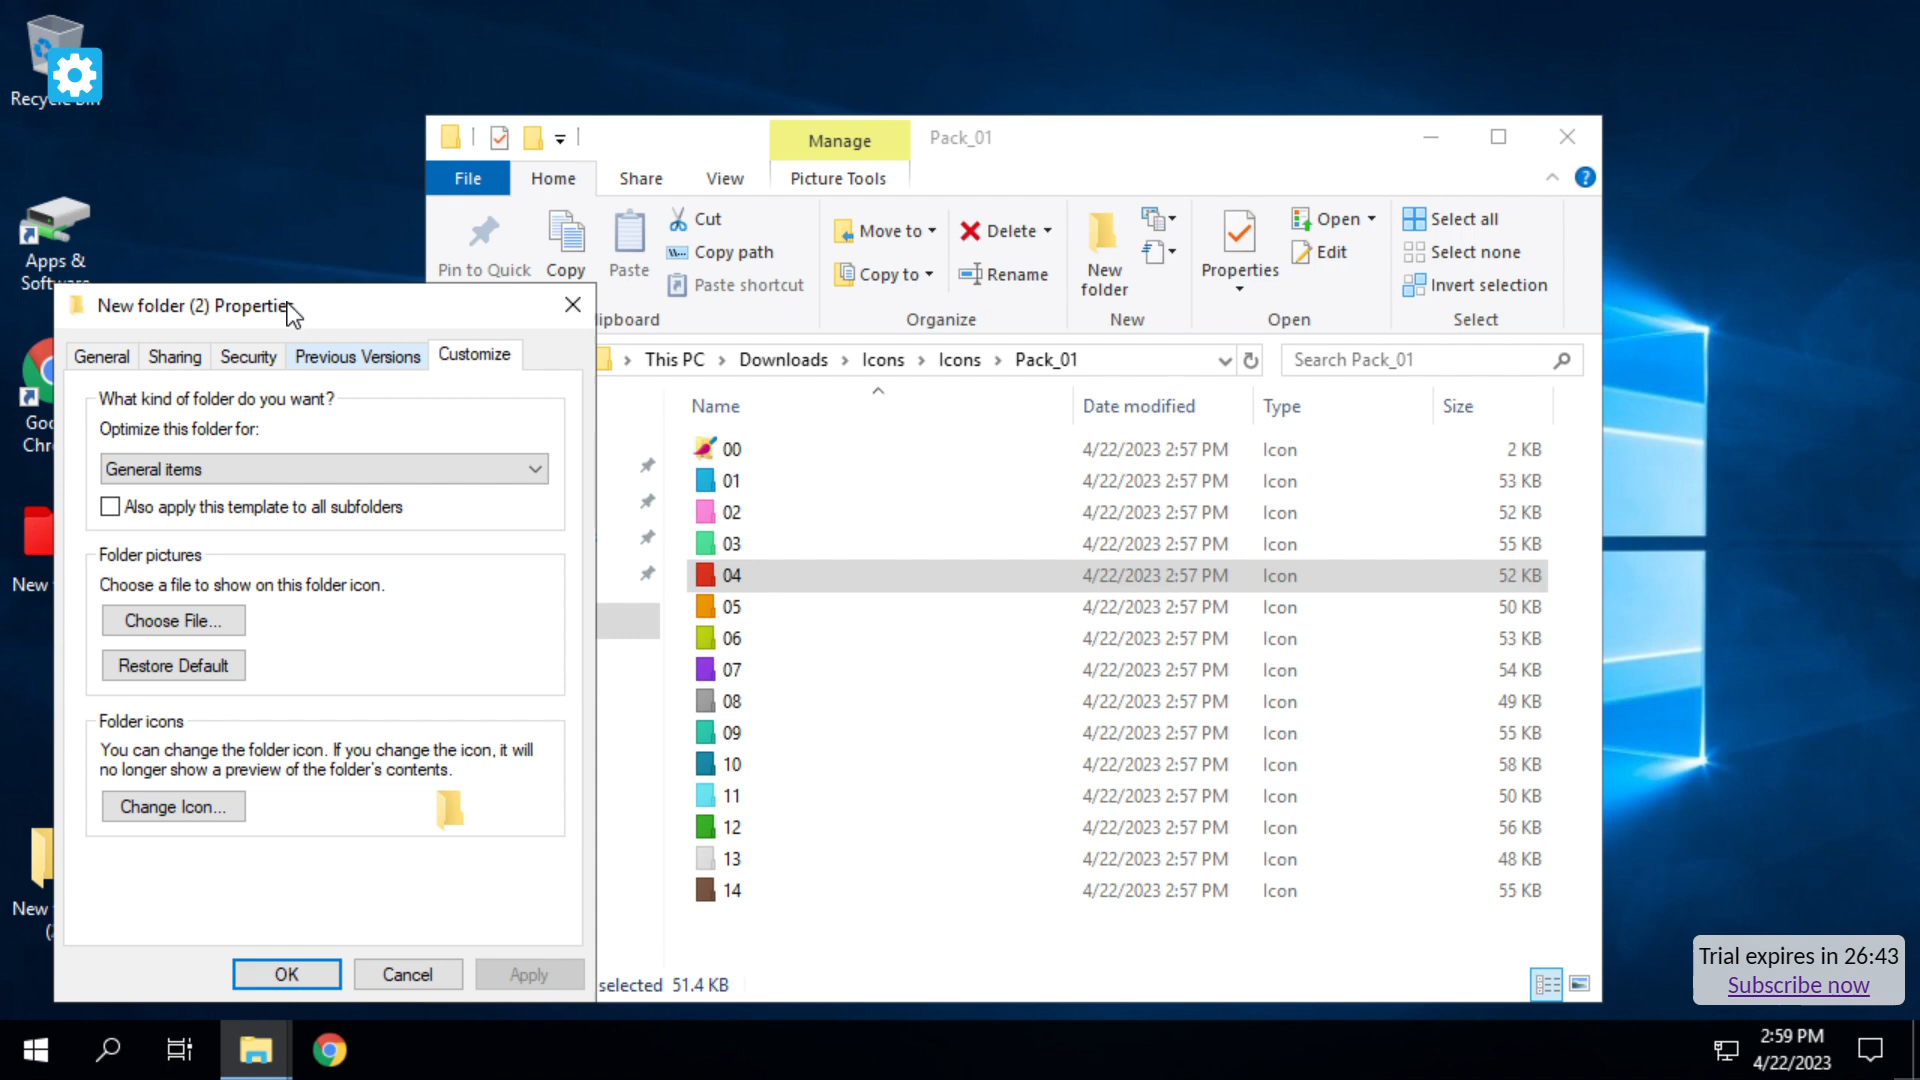 Recycle Bin
Apps &
Software
Manage
Pack_01
File
Home
Share
View
Picture Tools
Pin to Quick
Copy
Paste
Cut
Copy path
Paste shortcut
Move to
Copy to
Delete
Rename
New
folder
Properties
Open
Edit
Select all
Select none
Invert selection
lipboard
Organize
New
Open
Select
New folder (2) Properties
General
Sharing
Security
Previous Versions
Customize
This PC
Downloads
Icons
Icons
Pack_01
Search Pack_01
Name
Date modified
Type
Size
00 4/22/2023 2:57 PM Icon 2 KB
01 4/22/2023 2:57 PM Icon 53 KB
02 4/22/2023 2:57 PM Icon 52 KB
03 4/22/2023 2:57 PM Icon 55 KB
04 4/22/2023 2:57 PM Icon 52 KB
05 4/22/2023 2:57 PM Icon 50 KB
06 4/22/2023 2:57 PM Icon 53 KB
07 4/22/2023 2:57 PM Icon 54 KB
08 4/22/2023 2:57 PM Icon 49 KB
09 4/22/2023 2:57 PM Icon 55 KB
10 4/22/2023 2:57 PM Icon 58 KB
11 4/22/2023 2:57 PM Icon 50 KB
12 4/22/2023 2:57 PM Icon 56 KB
13 4/22/2023 2:57 PM Icon 48 KB
14 4/22/2023 2:57 PM Icon 55 KB
What kind of folder do you want?
Optimize this folder for:
General items
Also apply this template to all subfolders
Folder pictures
Choose a file to show on this folder icon.
Choose File...
Restore Default
Folder icons
You can change the folder icon. If you change the icon, it will
no longer show a preview of the folder's contents.
Change Icon...
OK
Cancel
Apply
Goo
Chr
New
New
(
selected 51.4 KB
Trial expires in 26:43
Subscribe now
2:59 PM
4/22/2023